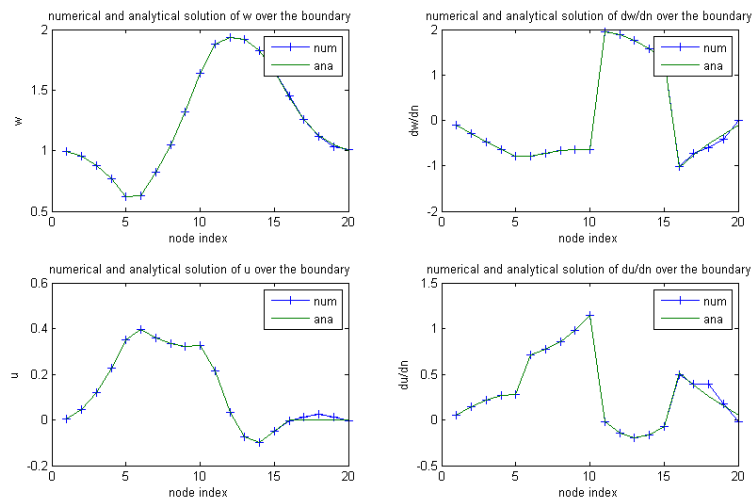 numerical and analytical solution of w over the boundary
2
1.5
1
0.5
w
0 5 10 15 20
node index
num
ana
numerical and analytical solution of dw/dn over the boundary
2
1
0
-1
-2
dw/dn
0 5 10 15 20
node index
num
ana
numerical and analytical solution of u over the boundary
0.6
0.4
0.2
0
-0.2
u
0 5 10 15 20
node index
num
ana
numerical and analytical solution of du/dn over the boundary
1.5
1
0.5
0
-0.5
du/dn
0 5 10 15 20
node index
num
ana